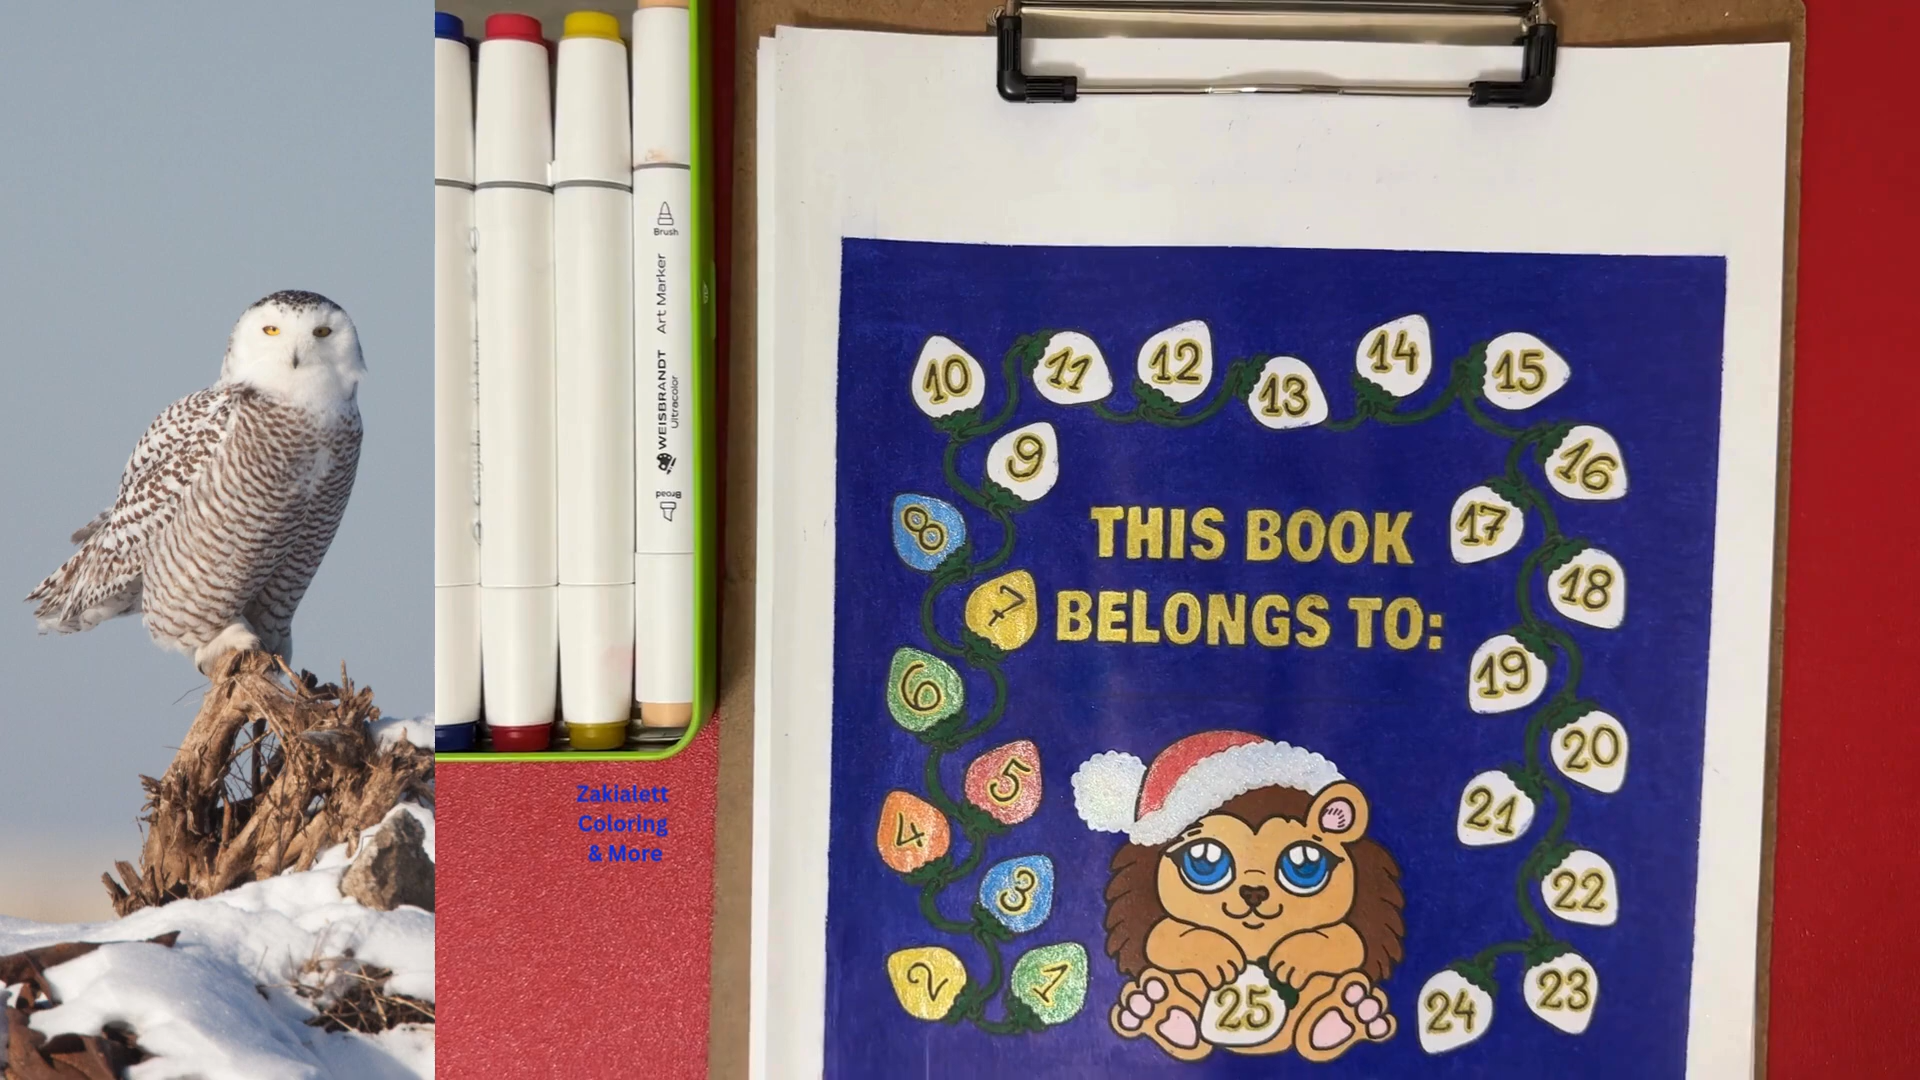 Brush
Art Marker
WEISBRANDT
Ultracolor
Broad
Zakialett
Coloring
& More
10
11
12
13
14
15
9
16
8
THIS BOOK
17
7
BELONGS TO:
18
6
19
5
20
4
21
3
22
2
1
25
24
23